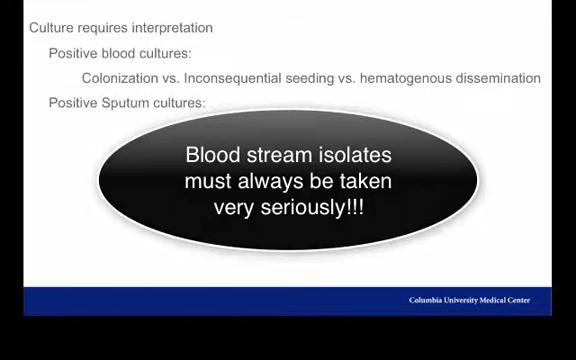 Culture requires interpretation
Positive blood cultures:
Colonization vs. Inconsequential seeding vs. hematogenous dissemination
Positive Sputum cultures:
Blood stream isolates
must always be taken
very seriously!!!
Columbia University Medical Center